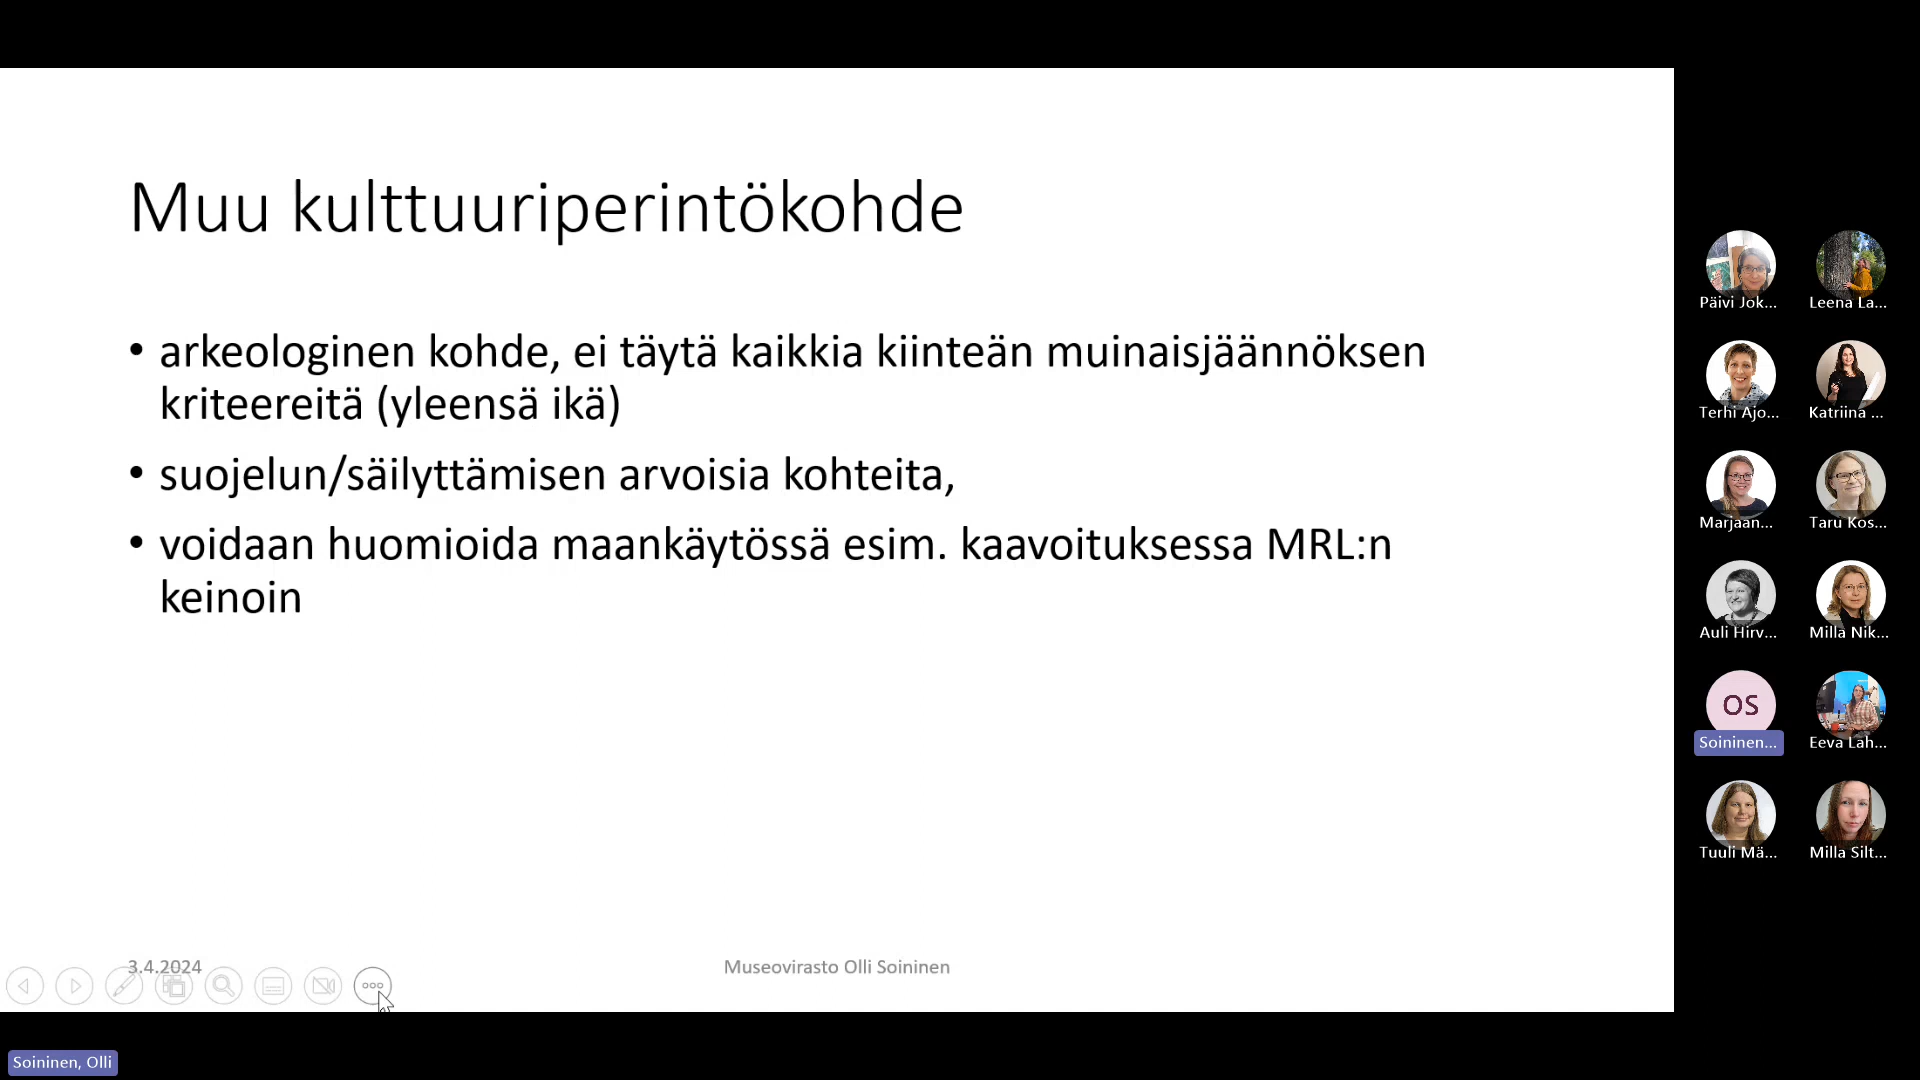 Muu kulttuuriperintökohde
• arkeologinen kohde, ei täytä kaikkia kiinteän muinaisjäännöksen
kriteereitä (yleensä ikä)
• suojelun/säilyttämisen arvoisia kohteita,
• voidaan huomioida maankäytössä esim. kaavoituksessa MRL:n
keinoin
3.4.2024
Museovirasto Olli Soininen
Päivi Jok...
Leena La...
Terhi Ajo...
Katriina ...
Marjaan...
Taru Kos...
Auli Hirv...
Milla Nik...
OS
Soininen...
Eeva Läh...
Tuuli Mä...
Milla Silt...
Soininen, Olli